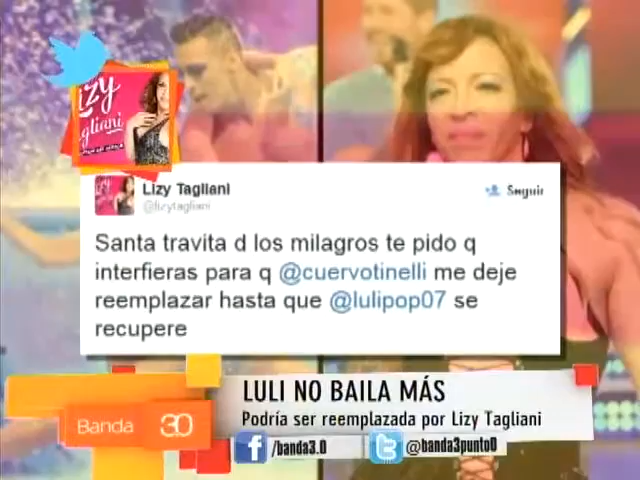 Lizy
Tagliani
Lizy Tagliani
@lizytagliani
Seguir
Santa travita d los milagros te pido q
interfieras para q @cuervotinelli me deje
reemplazar hasta que @lulipop07 se
recupere
LULI NO BAILA MÁS
Podría ser reemplazada por Lizy Tagliani
Banda 3.0
/banda3.0
@banda3punto0